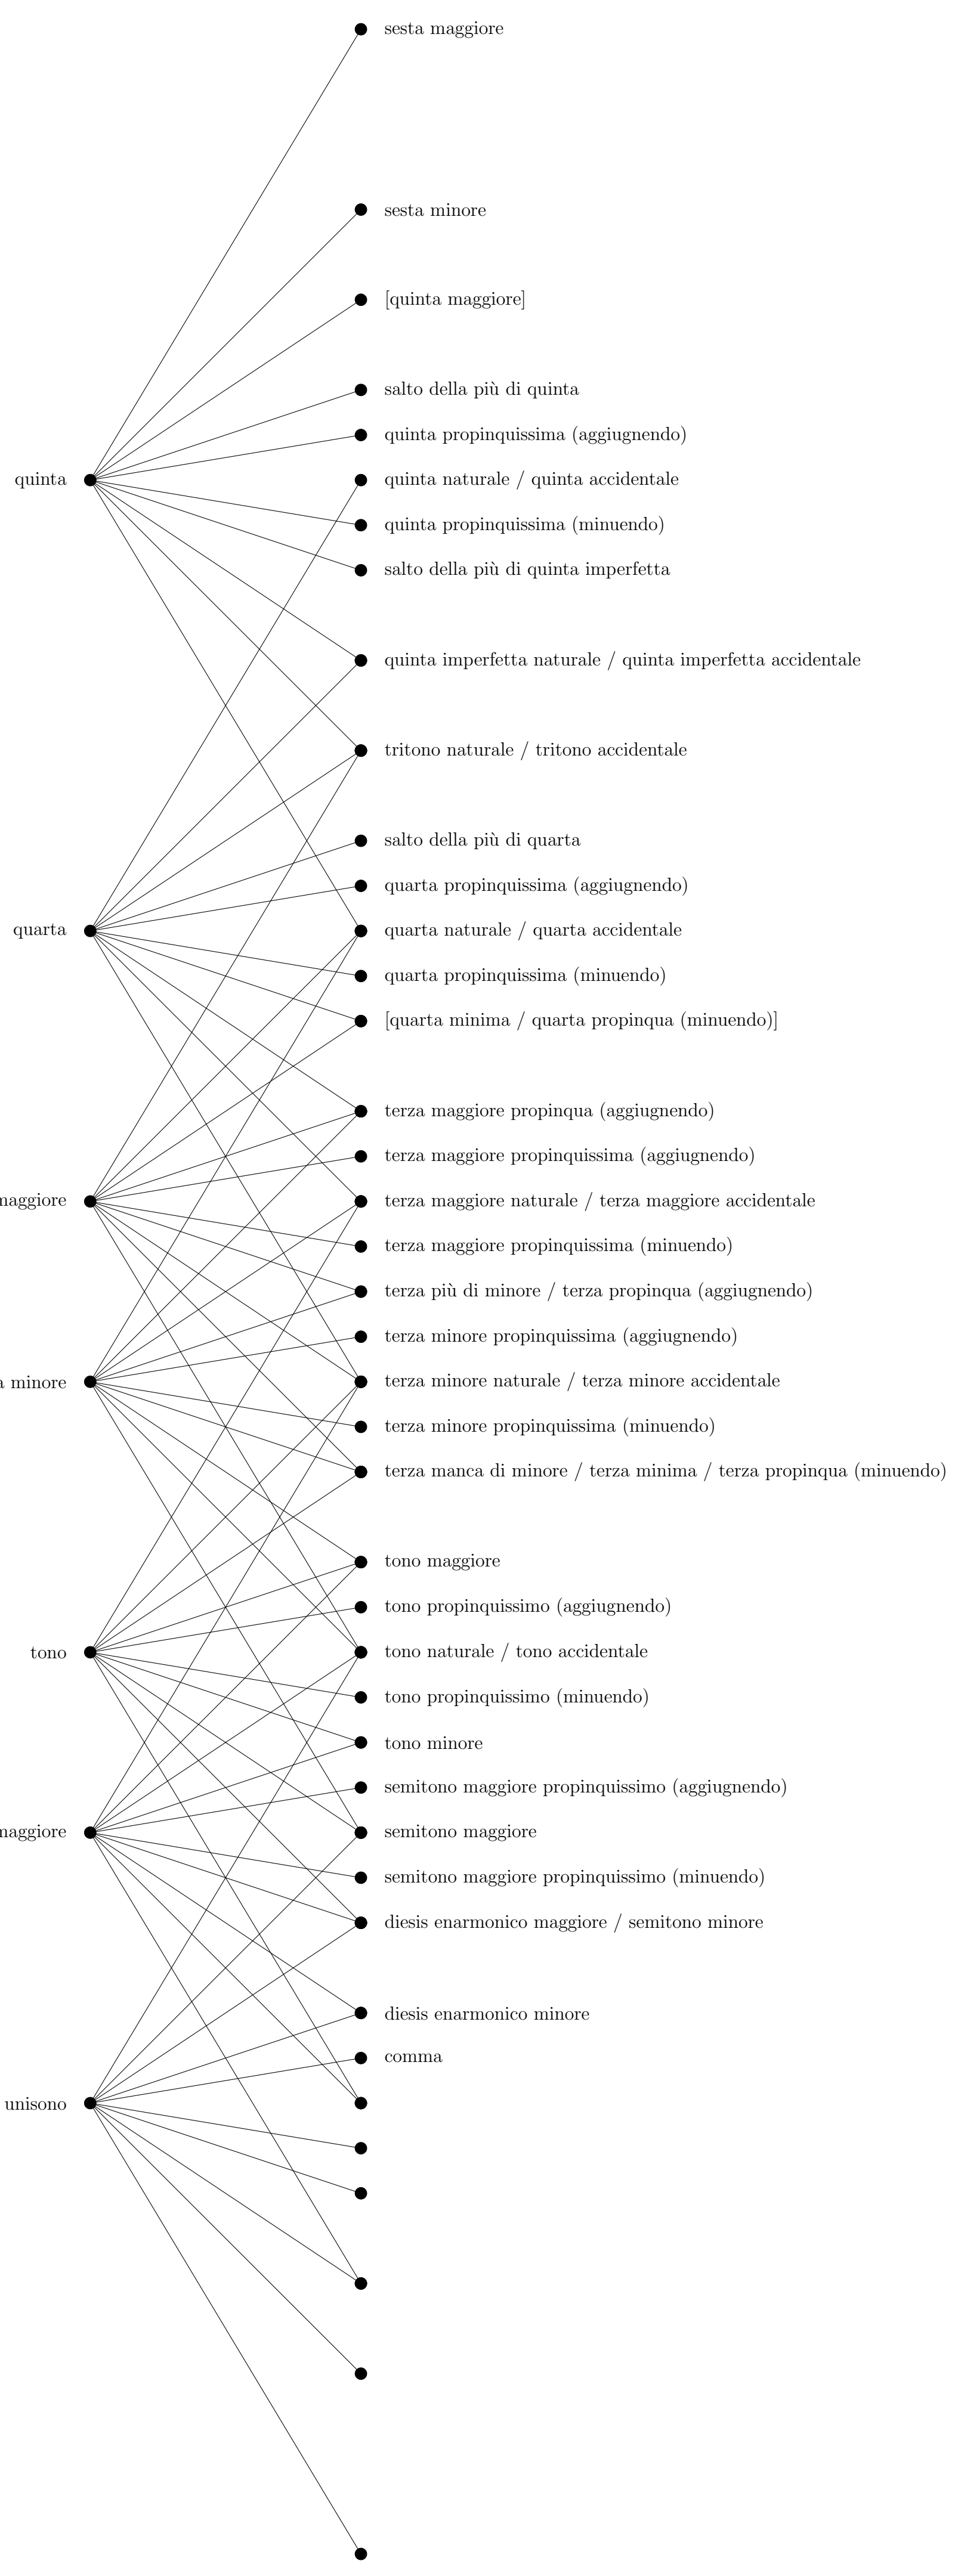 sesta maggiore
sesta minore
[quinta maggiore]
salto della più di quinta
quinta propinquissima (aggiugnendo)
quinta
quinta naturale / quinta accidentale
quinta propinquissima (minuendo)
salto della più di quinta imperfetta
quinta imperfetta naturale / quinta imperfetta accidentale
tritono naturale / tritono accidentale
salto della più di quarta
quarta propinquissima (aggiugnendo)
quarta
quarta naturale / quarta accidentale
quarta propinquissima (minuendo)
[quarta minima / quarta propinqua (minuendo)]
terza maggiore propinqua (aggiugnendo)
terza maggiore propinquissima (aggiugnendo)
maggiore
terza maggiore naturale / terza maggiore accidentale
terza maggiore propinquissima (minuendo)
terza più di minore / terza propinqua (aggiugnendo)
terza minore propinquissima (aggiugnendo)
a minore
terza minore naturale / terza minore accidentale
terza minore propinquissima (minuendo)
terza manca di minore / terza minima / terza propinqua (minuendo)
tono maggiore
tono propinquissimo (aggiugnendo)
tono
tono naturale / tono accidentale
tono propinquissimo (minuendo)
tono minore
semitono maggiore propinquissimo (aggiugnendo)
maggiore
semitono maggiore
semitono maggiore propinquissimo (minuendo)
diesis enarmonico maggiore / semitono minore
diesis enarmonico minore
comma
unisono